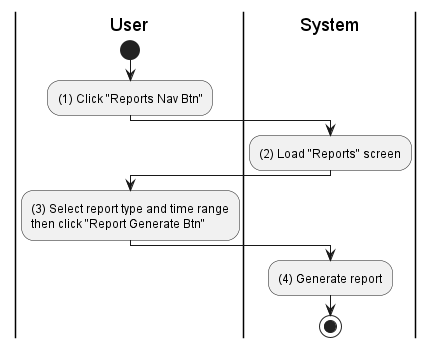 User
System
(1) Click "Reports Nav Btn"
(2) Load "Reports" screen
(3) Select report type and time range
then click "Report Generate Btn"
(4) Generate report